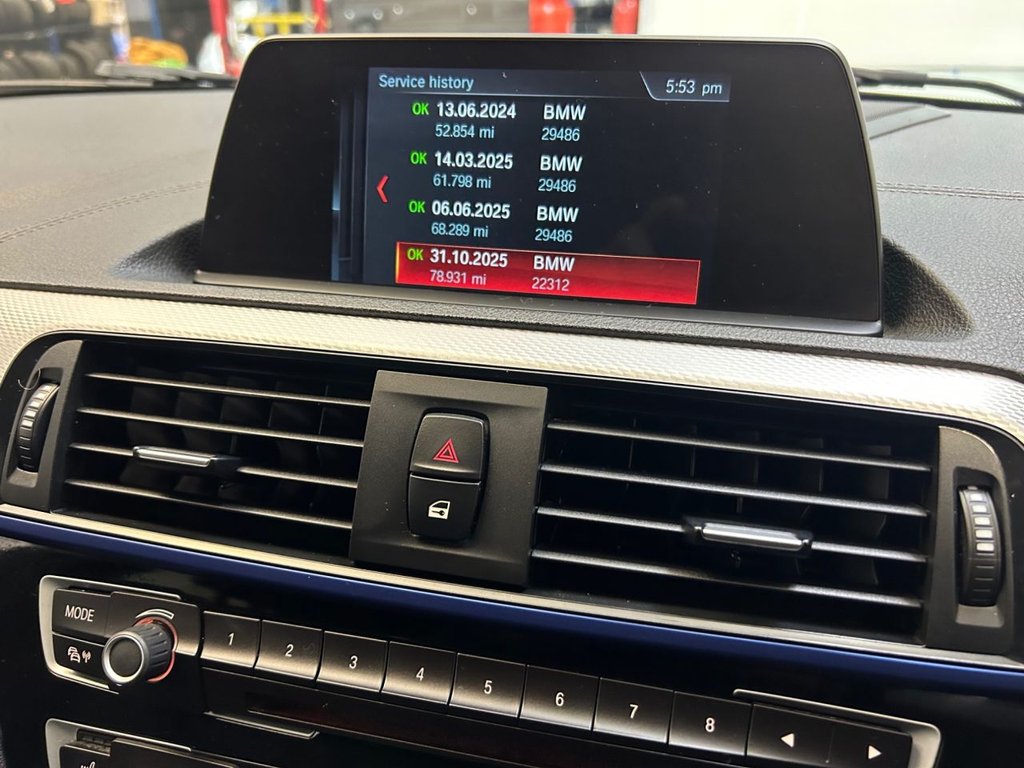 Service history 5:53 pm
OK 13.06.2024 BMW
52.854 mi 29486
OK 14.03.2025 BMW
61.798 mi 29486
OK 06.06.2025 BMW
68.289 mi 29486
OK 31.10.2025 BMW
78.931 mi 22312
MODE
1 2 3 4 5 6 7 8